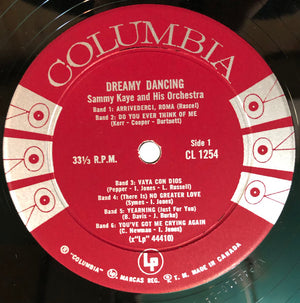 COLUMBIA
DREAMY DANCING
Sammy Kaye and His Orchestra
Band 1: ARRIVEDERCI, ROMA (Rascel)
Band 2: DO YOU EVER THINK OF ME
(Kerr - Cooper - Burtnett)
33⅓ R.P.M.
Side 1
CL 1254
Band 3: VAYA CON DIOS
(Pepper - I. Jones - L. Russell)
Band 4: (There Is) NO GREATER LOVE
(Symes - I. Jones)
Band 5: YEARNING (Just for You)
(B. Davis - J. Burke)
Band 6: YOU'VE GOT ME CRYING AGAIN
(C. Newman - I. Jones)
(x"Lp" 44410)
Lp
"COLUMBIA", MARCAS REG. T. M. MADE IN CANADA